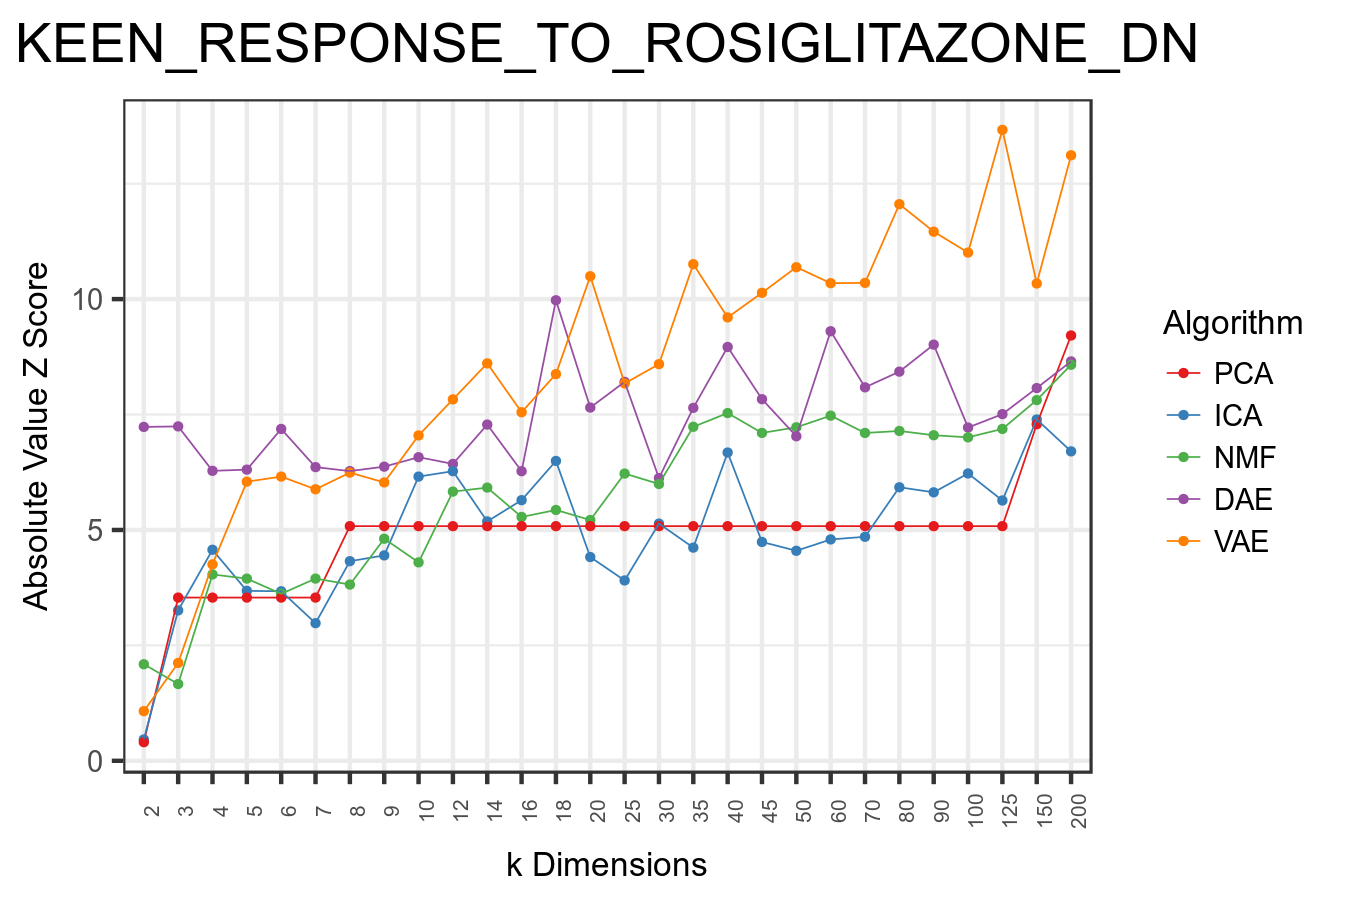 KEEN_RESPONSE_TO_ROSIGLITAZONE_DN
Absolute Value Z Score
10
5
0
2 3 4 5 6 7 8 9 10 12 14 16 18 20 25 30 35 40 45 50 60 70 80 90 100 125 150 200
k Dimensions
Algorithm
PCA
ICA
NMF
DAE
VAE